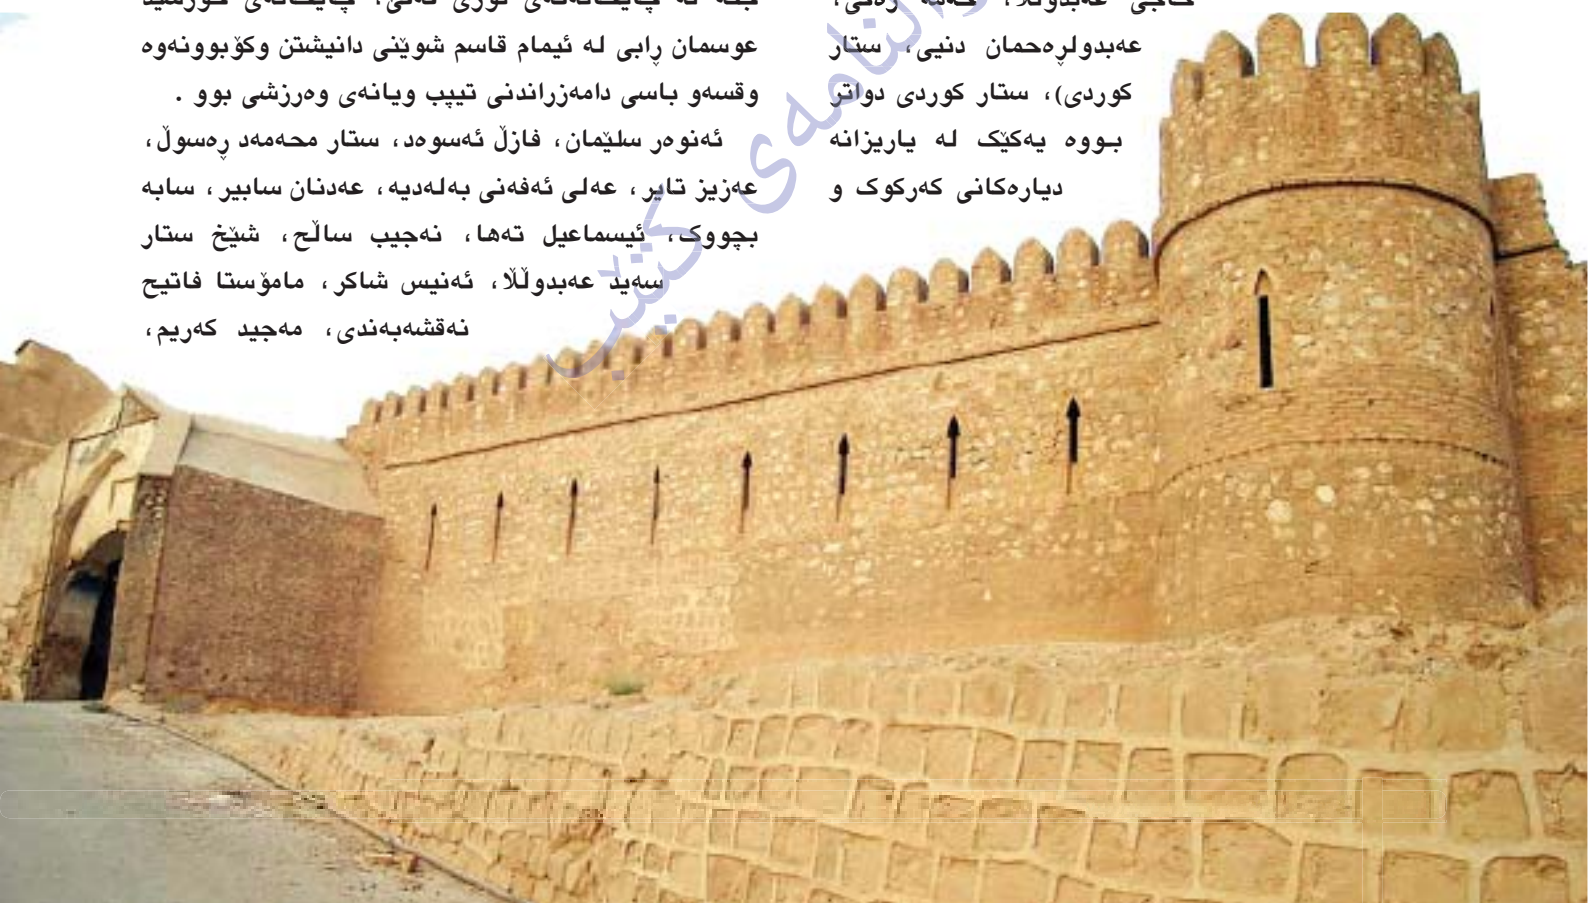 عەبدولڕەحمان دنیی، ستار
کوردی)، ستار کوردی دواتر
بووە یەکێک لە یاریزانە
دیارەکانی کەرکوک و
عوسمان ڕابی لە ئیمام قاسم شوێنی دانیشتن وکۆبوونەوە
وقسەو باسی دامەزراندنی تیپب ویانەی وەرزشی بوو .
ئەنوەر سلێمان، فازڵ ئەسوەد، ستار محەمەد ڕەسوڵ،
عەزیز تایر، عەلی ئەفەنی بەلەدیە، عەدنان سابیر، سابە
بچووک، ئیسماعیل تەها، نەجیب ساڵح، شێخ ستار
سەید عەبدوڵلا، ئەنیس شاکر، مامۆستا فاتیح
نەقشەبەندی، مەجید کەریم،